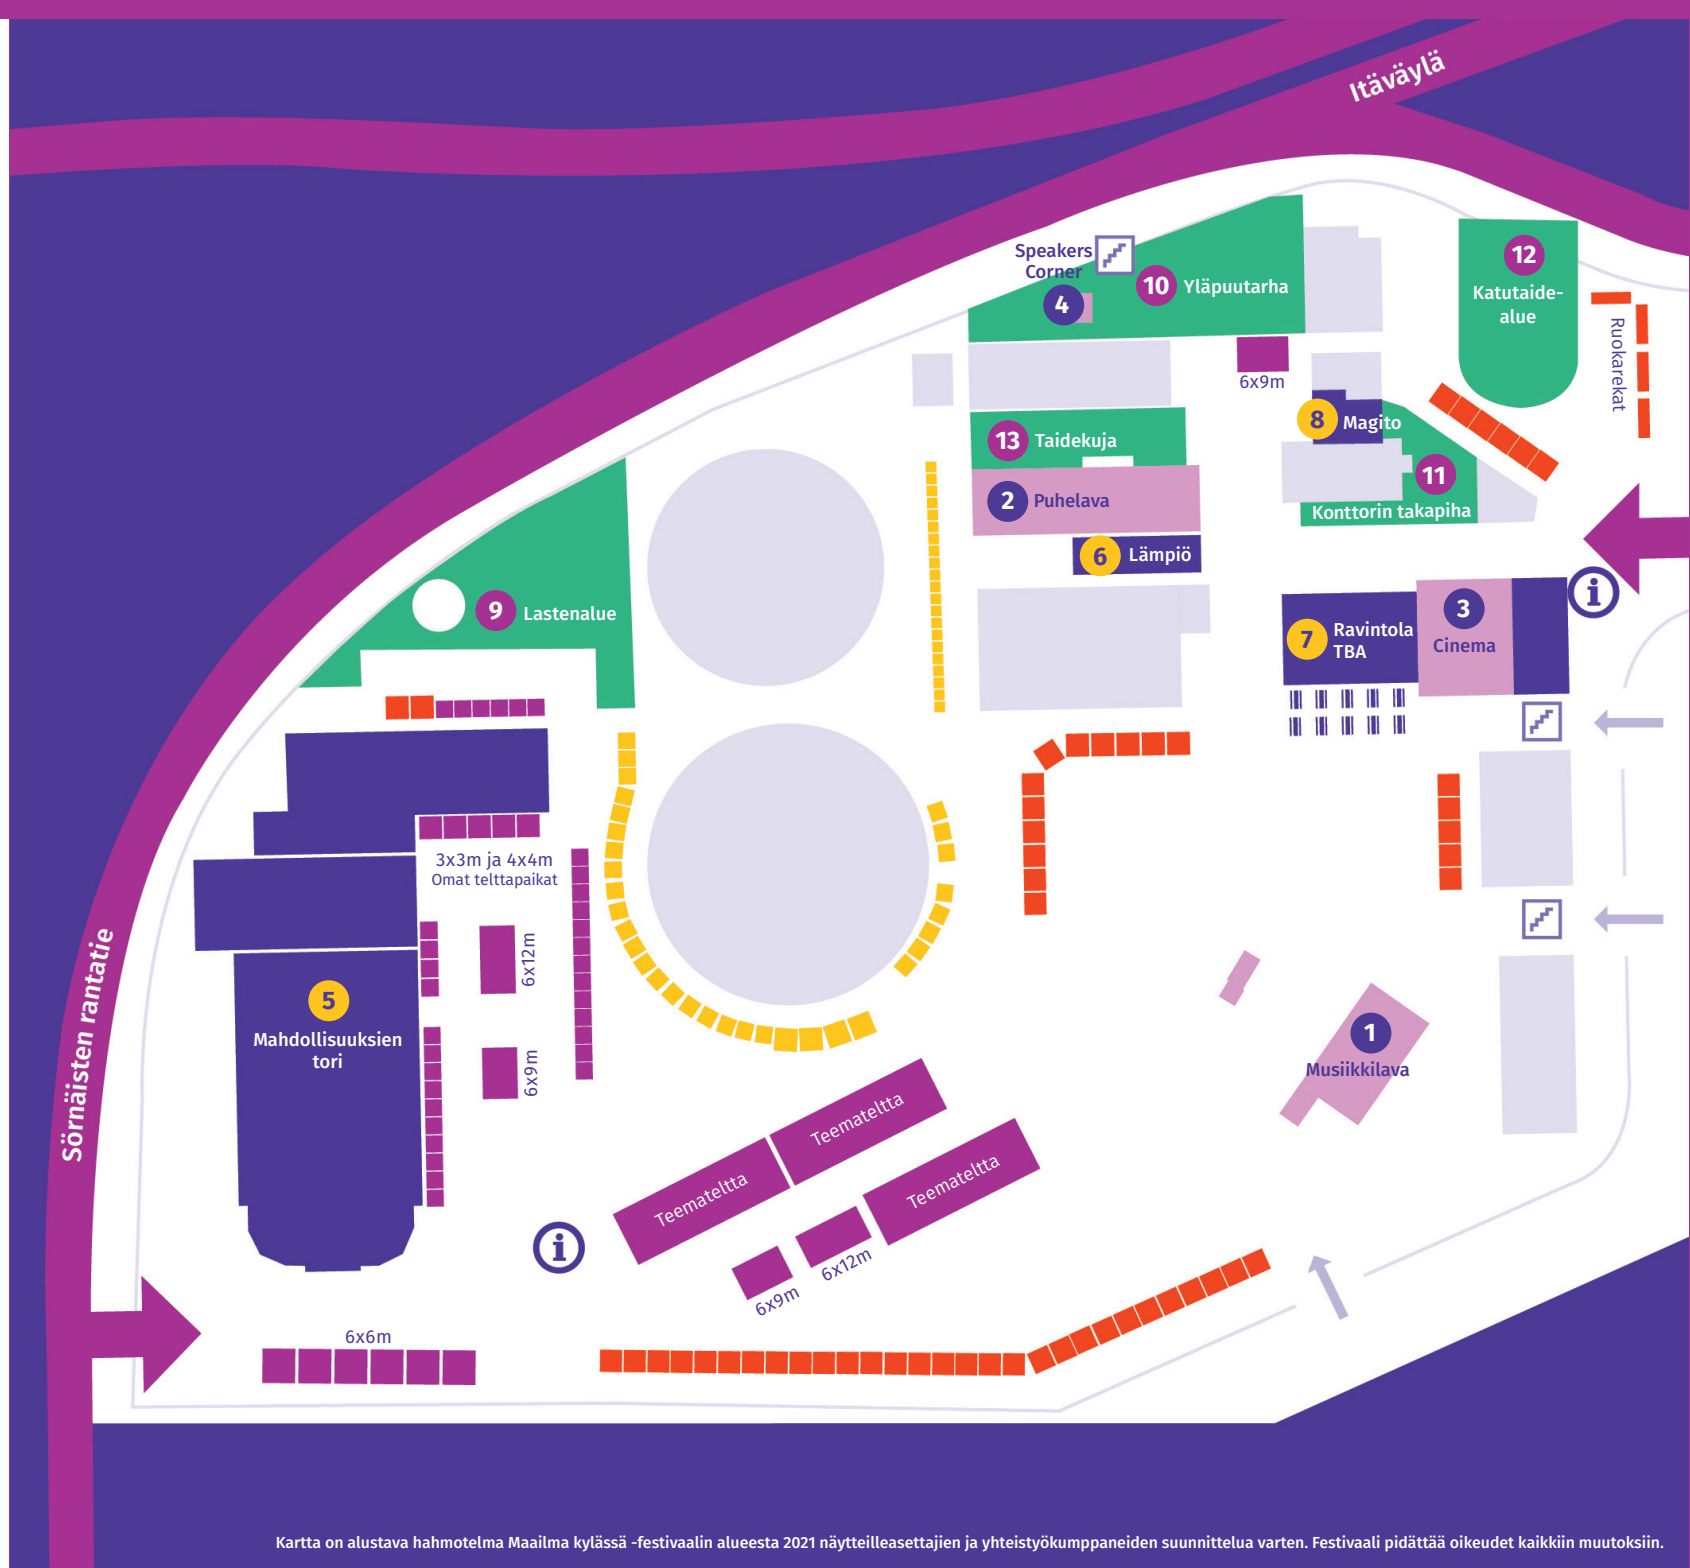 Itäväylä
Speakers
Corner
4
10 Yläpuutarha
12
Katutaide-
alue
Ruokarekat
6x9m
8 Magito
13 Taidekuja
11
2 Puhelava
Konttorin takapiha
6 Lämpiö
i
9 Lastenalue
7 Ravintola
TBA
3
Cinema
3x3m ja 4x4m
Omat telttapaikat
6x12m
5
Mahdollisuuksien
tori
6x9m
1
Musiikkilava
Sörnäisten rantatie
Teemateltta
Teemateltta
Teemateltta
i
6x12m
6x9m
6x6m
Kartta on alustava hahmotelma Maailma kylässä -festivaalin alueesta 2021 näytteilleasettajien ja yhteistyökumppaneiden suunnittelua varten. Festivaali pidättää oikeudet kaikkiin muutoksiin.